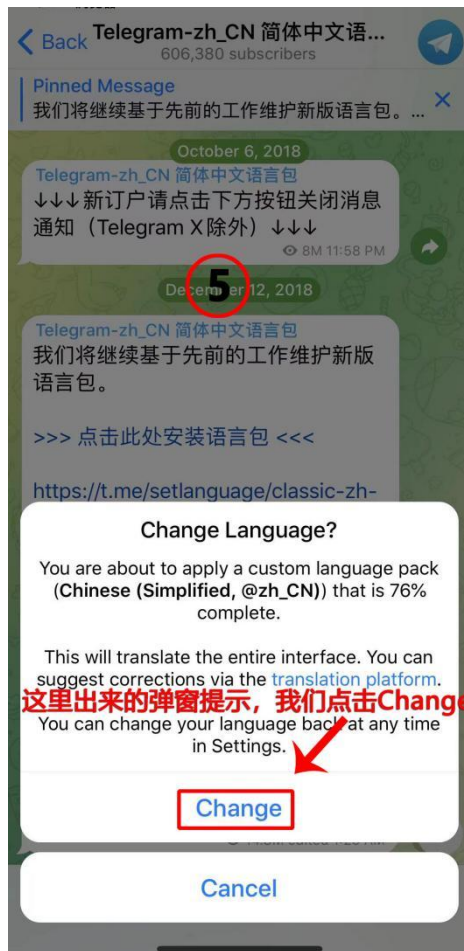 Back
Telegram-zh_CN 简体中文语...
606,380 subscribers
Pinned Message
我们将继续基于先前的工作维护新版语言包。...
October 6, 2018
Telegram-zh_CN 简体中文语言包
↓↓↓新订户请点击下方按钮关闭消息
通知（Telegram X除外）↓↓↓
8M 11:58 PM
5
December 12, 2018
Telegram-zh_CN 简体中文语言包
我们将继续基于先前的工作维护新版
语言包。
>>> 点击此处安装语言包 <<<
https://t.me/setlanguage/classic-zh-
Change Language?
You are about to apply a custom language pack
(Chinese (Simplified, @zh_CN)) that is 76%
complete.
This will translate the entire interface. You can
suggest corrections via the translation platform.
这里出来的弹窗提示，我们点击Change
You can change your language back at any time
in Settings.
Change
Cancel